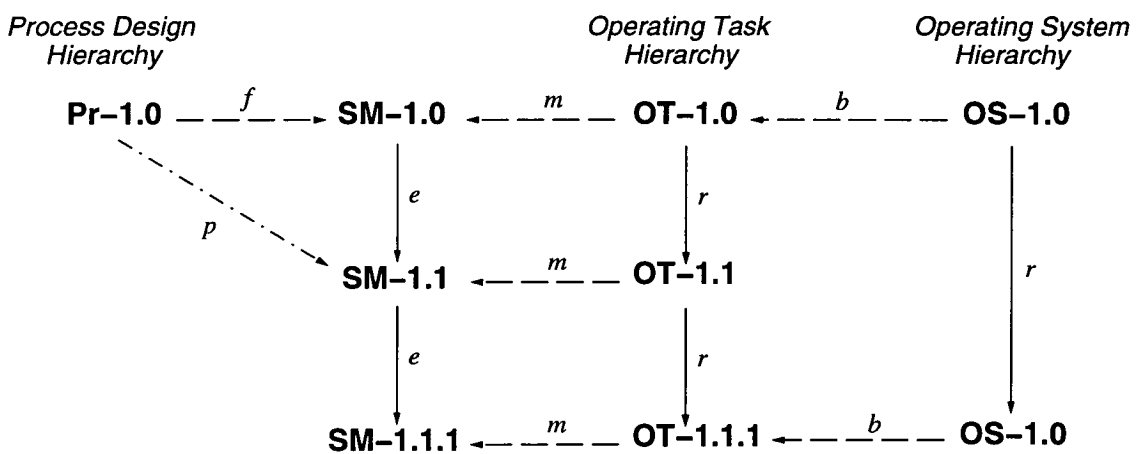 Process Design
Hierarchy
Operating Task
Hierarchy
Operating System
Hierarchy
Pr–1.0 f SM–1.0 m OT–1.0 b OS–1.0
e r
p
SM–1.1 m OT–1.1
r
e r
SM–1.1.1 m OT–1.1.1 b OS–1.0